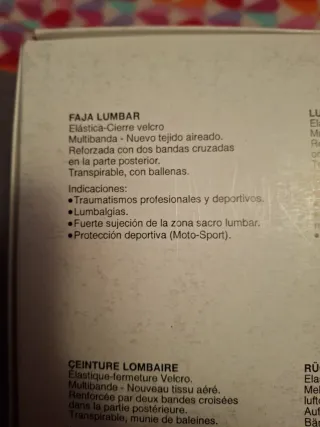 FAJA LUMBAR
Elástica-Cierre velcro
Multibanda - Nuevo tejido aireado.
Reforzada con dos bandas cruzadas
en la parte posterior.
Transpirable, con ballenas.
Indicaciones:
•Traumatismos profesionales y deportivos.
•Lumbalgias.
•Fuerte sujeción de la zona sacro lumbar.
•Protección deportiva (Moto-Sport).
ÇEINTURE LOMBAIRE
Elastique-fermeture Velcro.
Multibanda - Nouveau tissu aéré.
Renforcée par deux bandes croisées
dans la partie postérieure.
Transpirable, munie de baleines.